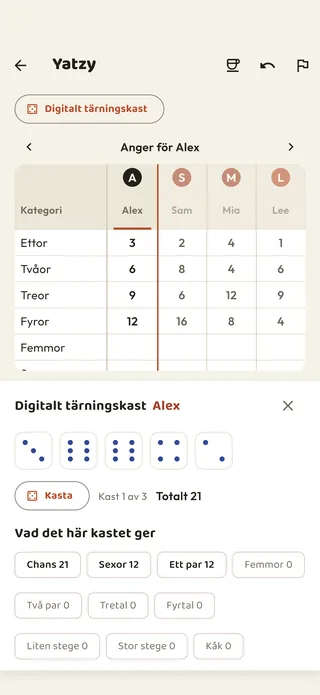 Yatzy
Digitalt tärningskast
Anger för Alex
A S M L
Kategori Alex Sam Mia Lee
Ettor 3 2 4 1
Tvåor 6 8 4 6
Treor 9 6 12 9
Fyror 12 16 8 4
Femmor
Digitalt tärningskast Alex
Kasta Kast 1 av 3 Totalt 21
Vad det här kastet ger
Chans 21 Sexor 12 Ett par 12 Femmor 0
Två par 0 Tretal 0 Fyrtal 0
Liten stege 0 Stor stege 0 Kåk 0